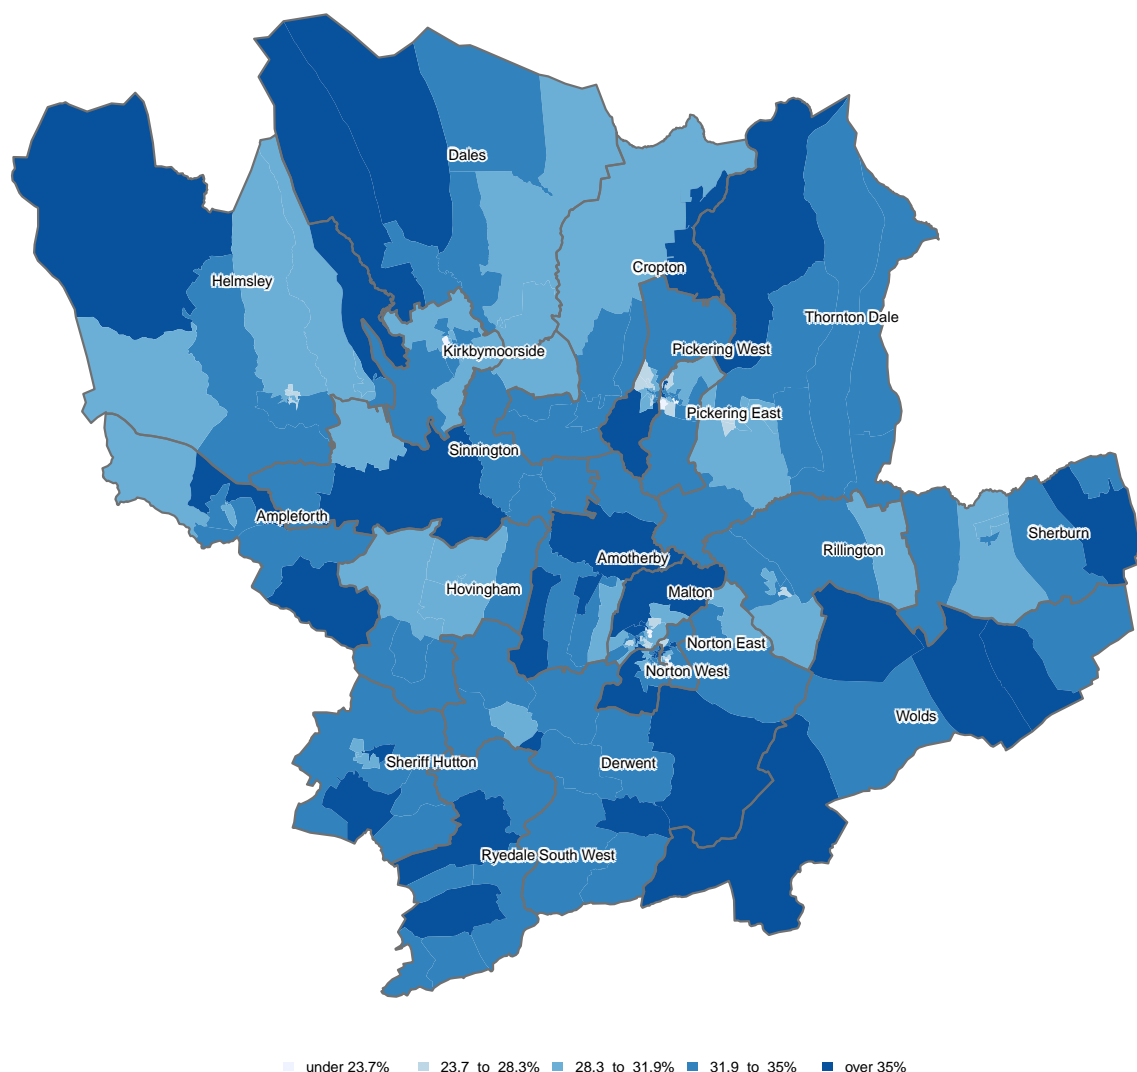 Dales
Cropton
Helmsley
Thornton Dale
Pickering West
Kirkbymoorside
Pickering East
Sinnington
Ampleforth
Sherburn
Rillington
Amotherby
Hovingham
Malton
Norton East
Norton West
Wolds
Sheriff Hutton
Derwent
Ryedale South West
under 23.7% 23.7 to 28.3% 28.3 to 31.9% 31.9 to 35% over 35%